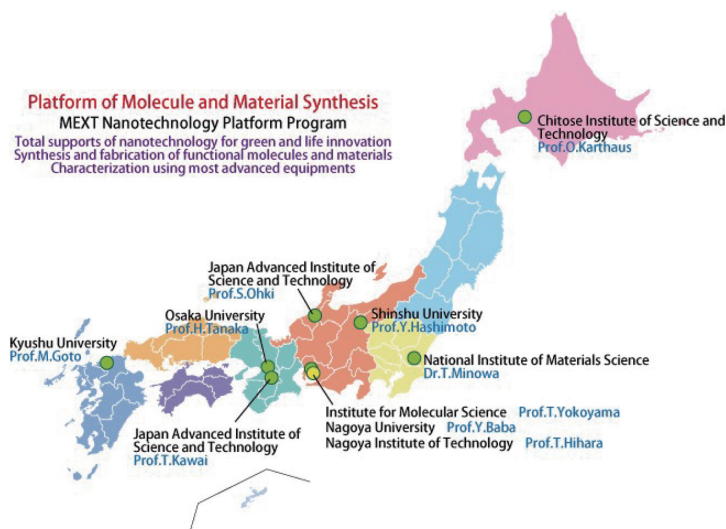 Platform of Molecule and Material Synthesis
MEXT Nanotechnology Platform Program
Total supports of nanotechnology for green and life innovation
Synthesis and fabrication of functional molecules and materials
Characterization using most advanced equipments
Chitose Institute of Science and
Technology
Prof.O.Karthaus
Japan Advanced Institute of
Science and Technology
Prof.S.Ohki
Osaka University
Prof.H.Tanaka
Shinshu University
Prof.Y.Hashimoto
Kyushu University
Prof.M.Goto
National Institute of Materials Science
Dr.T.Minowa
Institute for Molecular Science Prof.T.Yokoyama
Nagoya University Prof.Y.Baba
Nagoya Institute of Technology Prof.T.Hihara
Japan Advanced Institute of
Science and Technology
Prof.T.Kawai